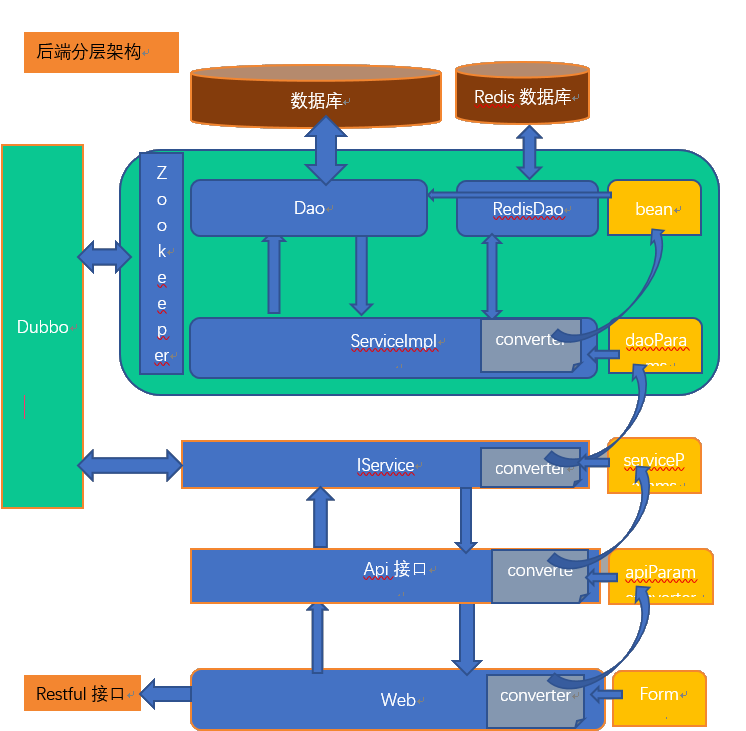 后端分层架构
数据库
Redis 数据库
Zookeeper
Dao
RedisDao
bean
Dubbo
ServiceImpl
converter
daoPara
IService
converter
serviceP
Api 接口
converte
apiParam
Restful 接口
Web
converter
Form